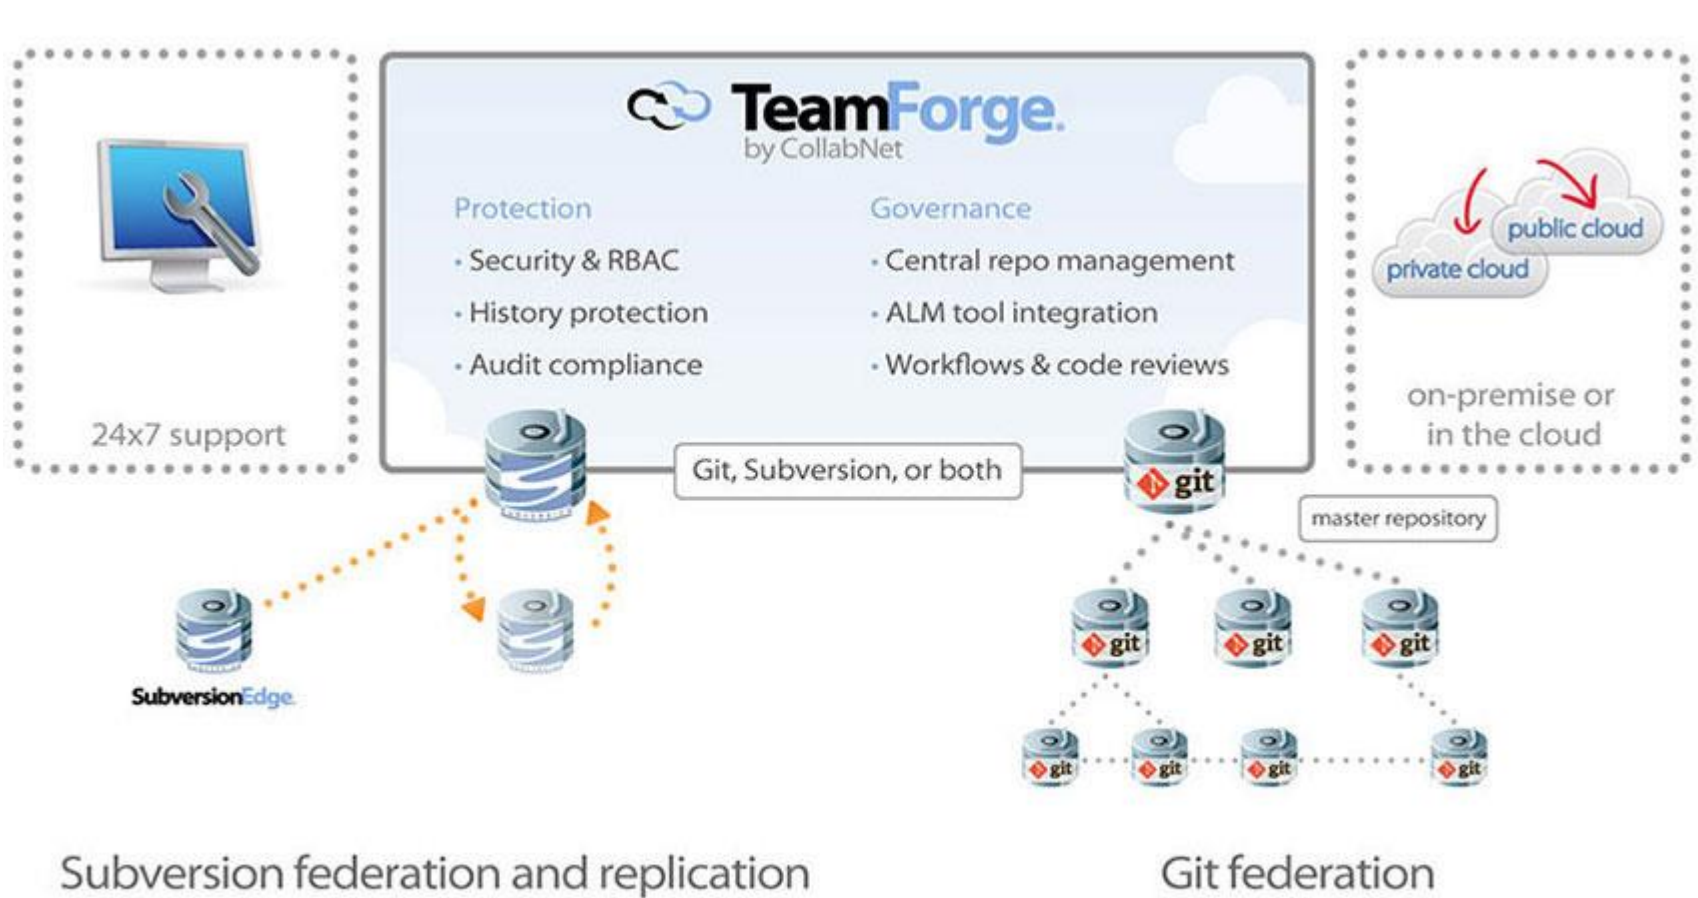 TeamForge.
by CollabNet
Protection
• Security & RBAC
• History protection
• Audit compliance
Governance
• Central repo management
• ALM tool integration
• Workflows & code reviews
24x7 support
public cloud
private cloud
on-premise or
in the cloud
Git, Subversion, or both
git
master repository
SubversionEdge
git
git
git
git
git
git
git
Subversion federation and replication
Git federation